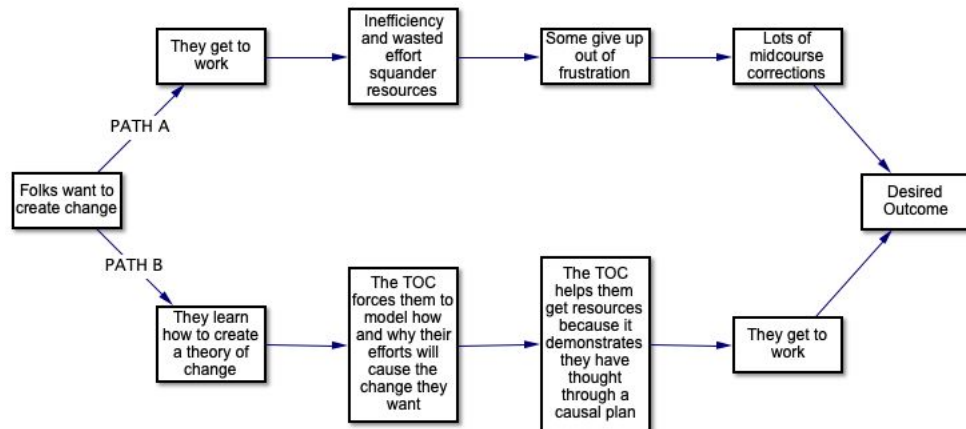 They get to
work
Inefficiency
and wasted
effort
squander
resources
Some give up
out of
frustration
Lots of
midcourse
corrections
PATH A
Folks want to
create change
Desired
Outcome
PATH B
They learn
how to create
a theory of
change
The TOC
forces them to
model how
and why their
efforts will
cause the
change they
want
The TOC
helps them
get resources
because it
demonstrates
they have
thought
through a
causal plan
They get to
work